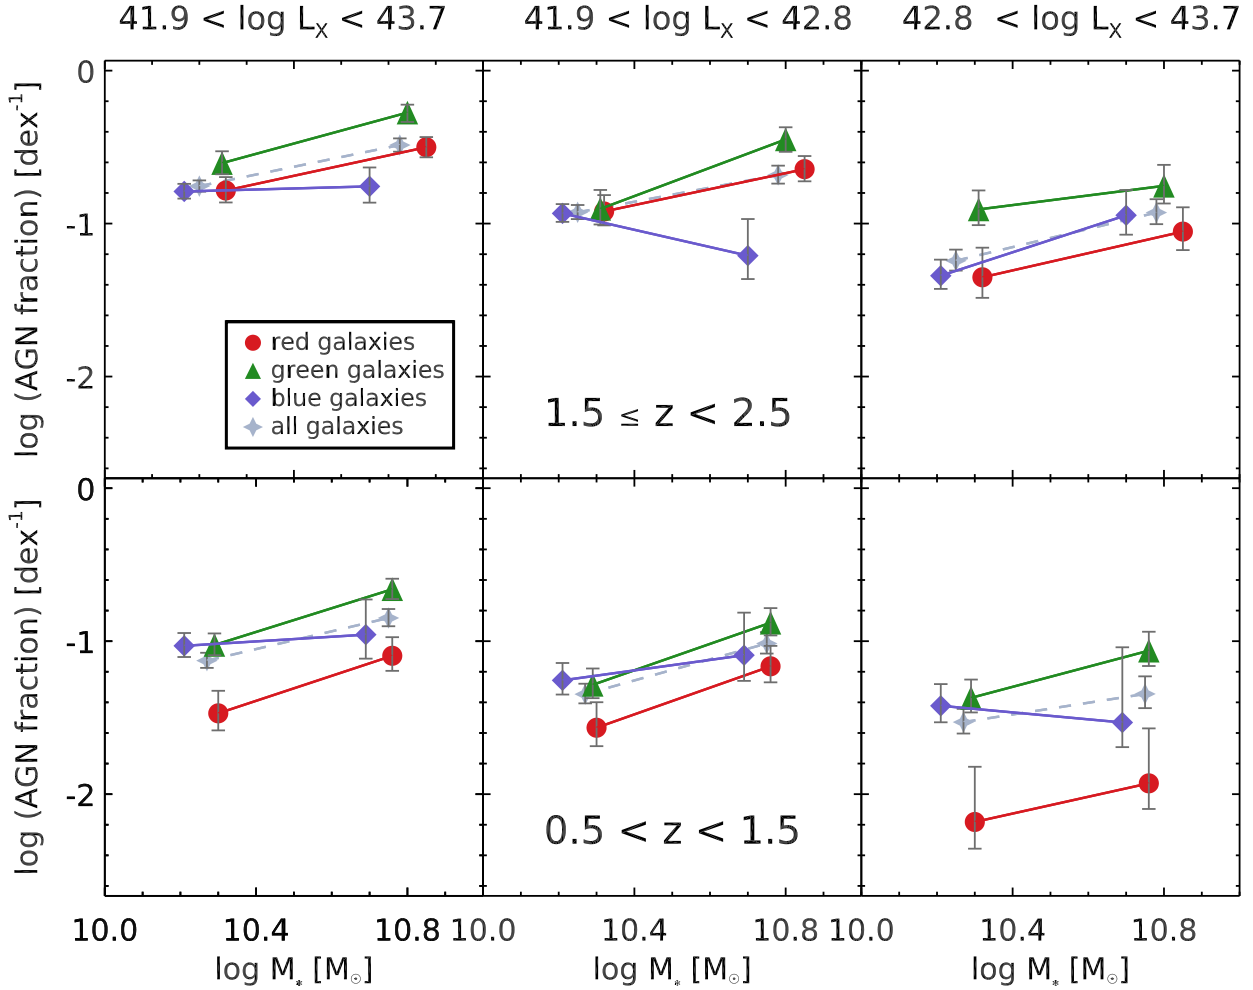 41.9 < log L_X < 43.7
41.9 < log L_X < 42.8
42.8 < log L_X < 43.7
0
-1
-2
log (AGN fraction) [dex⁻¹]
red galaxies
green galaxies
blue galaxies
all galaxies
1.5 ≤ z < 2.5
0
-1
-2
log (AGN fraction) [dex⁻¹]
0.5 < z < 1.5
10.0 10.4 10.8 10.0 10.4 10.8 10.0 10.4 10.8
log M_* [M_⊙]
log M_* [M_⊙]
log M_* [M_⊙]